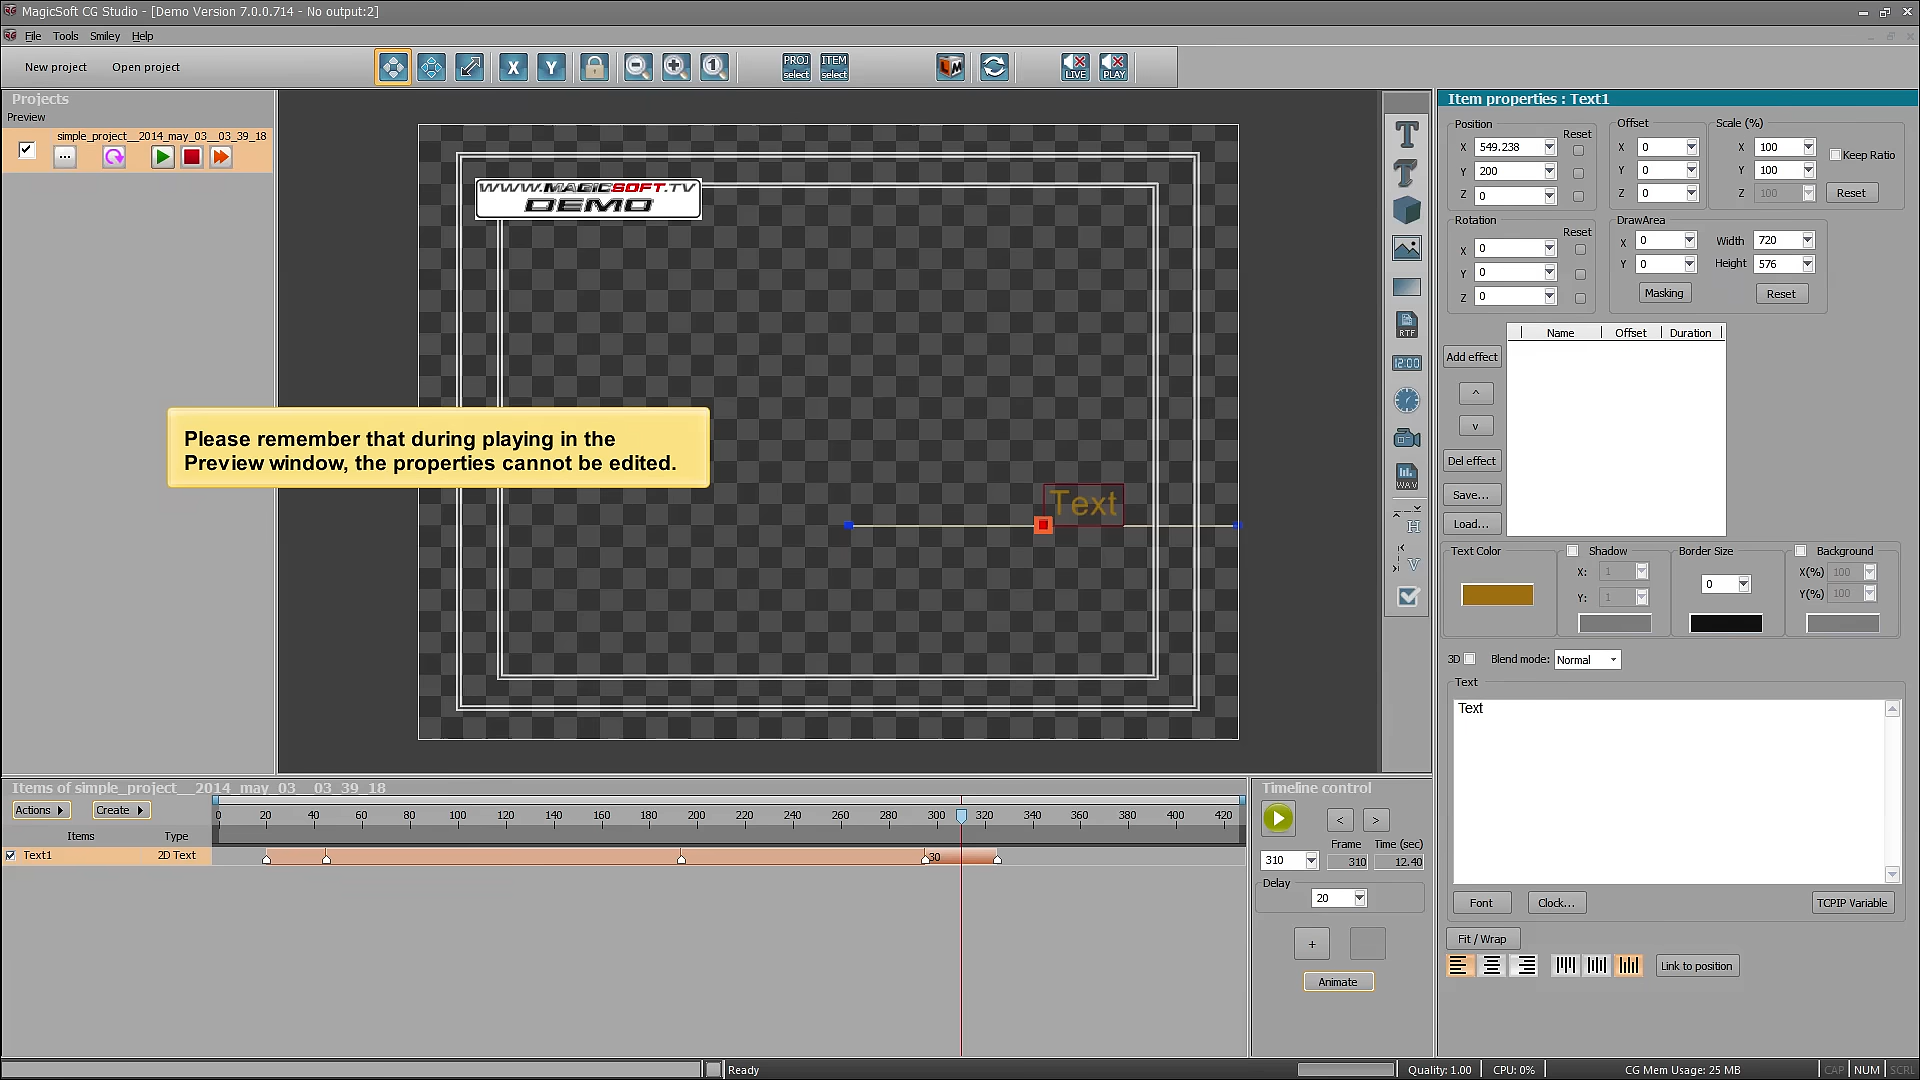 MagicSoft CG Studio - [Demo Version 7.0.0.714 - No output:2]
File Tools Smiley Help
New project Open project
X Y
1
PROJ select ITEM select
LIVE PLAY
Projects
Preview
simple_project__2014_may_03__03_39_18
...
WWW.MAGICSOFT.TV
DEMO
Please remember that during playing in the
Preview window, the properties cannot be edited.
Text
RTF
12:00
WAV
H
V
Item properties : Text1
Position Reset
X 549.238
Y 200
Z 0
Offset
X 0
Y 0
Z 0
Scale (%)
X 100
Y 100
Z 100
Keep Ratio
Reset
Rotation Reset
X 0
Y 0
Z 0
DrawArea
X 0 Width 720
Y 0 Height 576
Masking Reset
Name Offset Duration
Add effect
^
v
Del effect
Save...
Load...
Text Color
Shadow
X: 1
Y: 1
Border Size
0
Background
X(%) 100
Y(%) 100
3D Blend mode: Normal
Text
Text
Font Clock... TCPIP Variable
Fit / Wrap
Link to position
Items of simple_project__2014_may_03__03_39_18
Actions Create
0 20 40 60 80 100 120 140 160 180 200 220 240 260 280 300 320 340 360 380 400 420
Items Type
Text1 2D Text
30
Timeline control
< >
Frame Time (sec)
310 310 12.40
Delay
20
+
Animate
Ready
Quality: 1.00 CPU: 0% CG Mem Usage: 25 MB CAP NUM SCRL